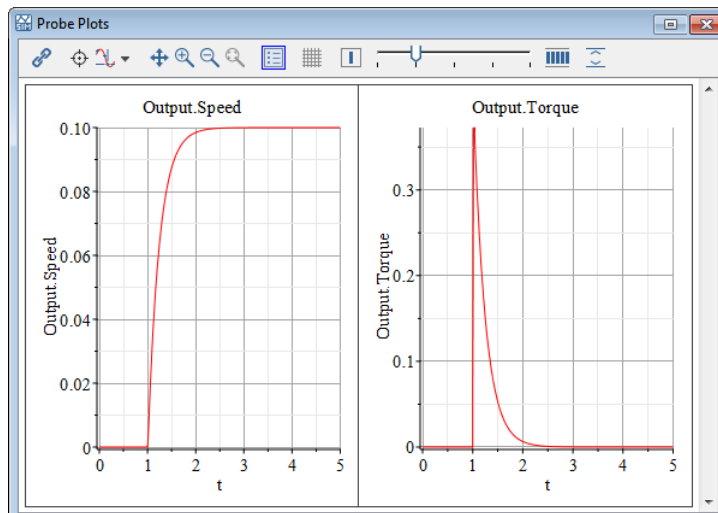 Probe Plots
Output.Speed
0.10
0.08
0.06
0.04
0.02
0
Output.Speed
0 1 2 3 4 5
t
Output.Torque
0.3
0.2
0.1
0
Output.Torque
0 1 2 3 4 5
t